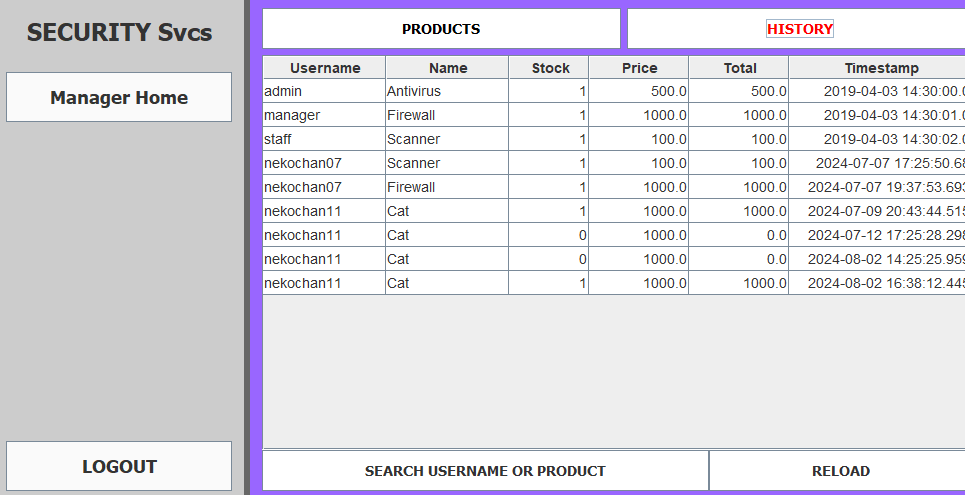 SECURITY Svcs
Manager Home
LOGOUT
PRODUCTS HISTORY
Username Name Stock Price Total Timestamp
admin Antivirus 1 500.0 500.0 2019-04-03 14:30:00.0
manager Firewall 1 1000.0 1000.0 2019-04-03 14:30:01.0
staff Scanner 1 100.0 100.0 2019-04-03 14:30:02.0
nekochan07 Scanner 1 100.0 100.0 2024-07-07 17:25:50.68
nekochan07 Firewall 1 1000.0 1000.0 2024-07-07 19:37:53.693
nekochan11 Cat 1 1000.0 1000.0 2024-07-09 20:43:44.515
nekochan11 Cat 0 1000.0 0.0 2024-07-12 17:25:28.298
nekochan11 Cat 0 1000.0 0.0 2024-08-02 14:25:25.959
nekochan11 Cat 1 1000.0 1000.0 2024-08-02 16:38:12.445
SEARCH USERNAME OR PRODUCT RELOAD